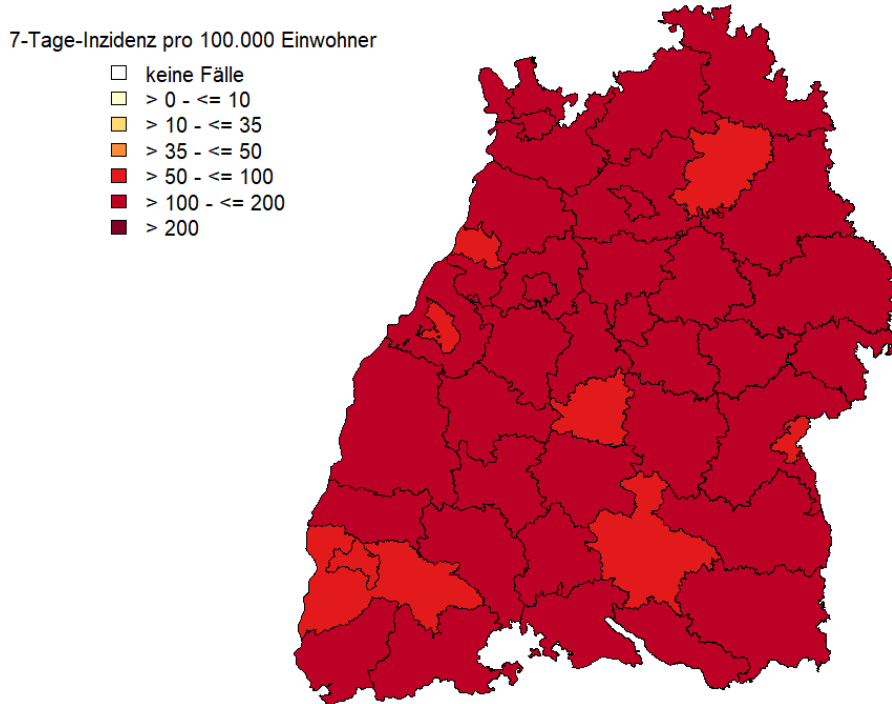 7-Tage-Inzidenz pro 100.000 Einwohner
keine Fälle
> 0 - <= 10
> 10 - <= 35
> 35 - <= 50
> 50 - <= 100
> 100 - <= 200
> 200